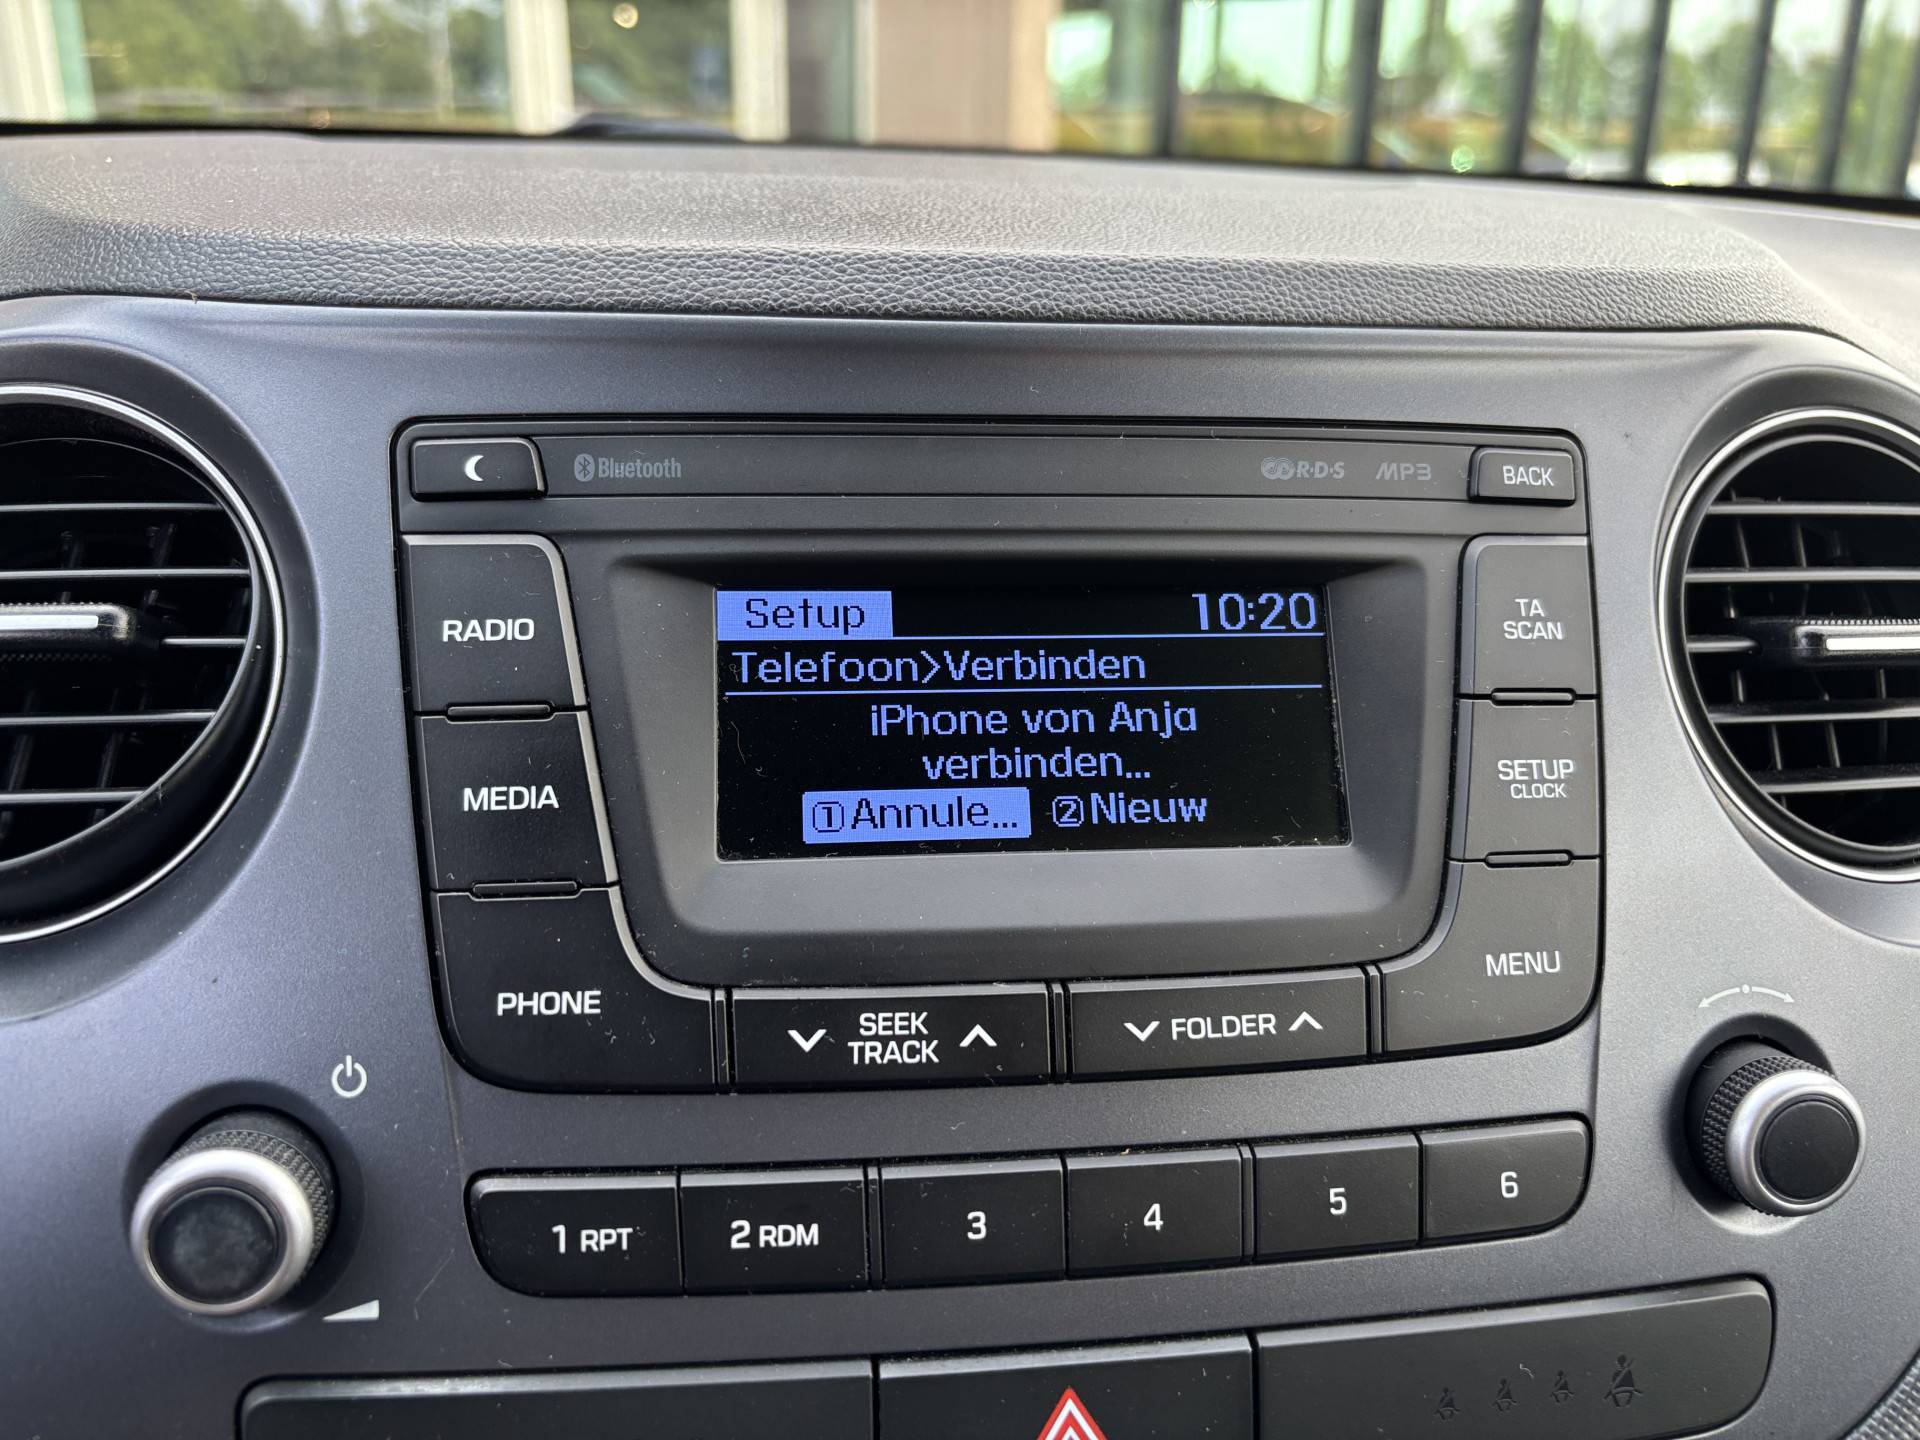 Bluetooth
R·D·S MP3
BACK
RADIO
MEDIA
PHONE
Setup 10:20
Telefoon>Verbinden
iPhone von Anja
verbinden...
①Annule... ②Nieuw
TA
SCAN
SETUP
CLOCK
MENU
SEEK
TRACK
FOLDER
1 RPT
2 RDM
3
4
5
6